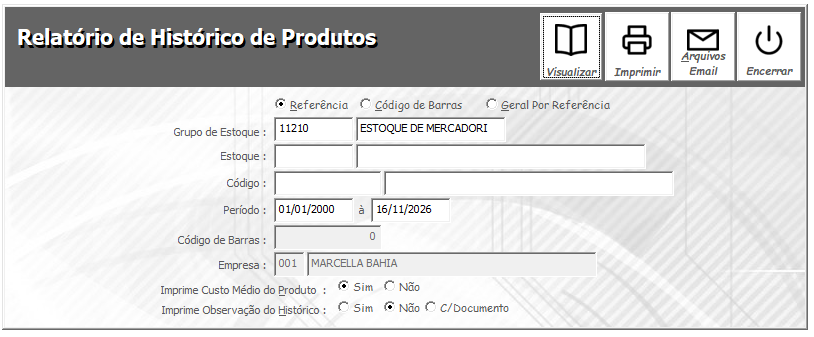 Relatório de Histórico de Produtos
Visualizar
Imprimir
Arquivos
Email
Encerrar
Referência Código de Barras Geral Por Referência
Grupo de Estoque : 11210 ESTOQUE DE MERCADORI
Estoque :
Código :
Período : 01/01/2000 à 16/11/2026
Código de Barras : 0
Empresa : 001 MARCELLA BAHIA
Imprime Custo Médio do Produto : Sim Não
Imprime Observação do Histórico : Sim Não C/Documento